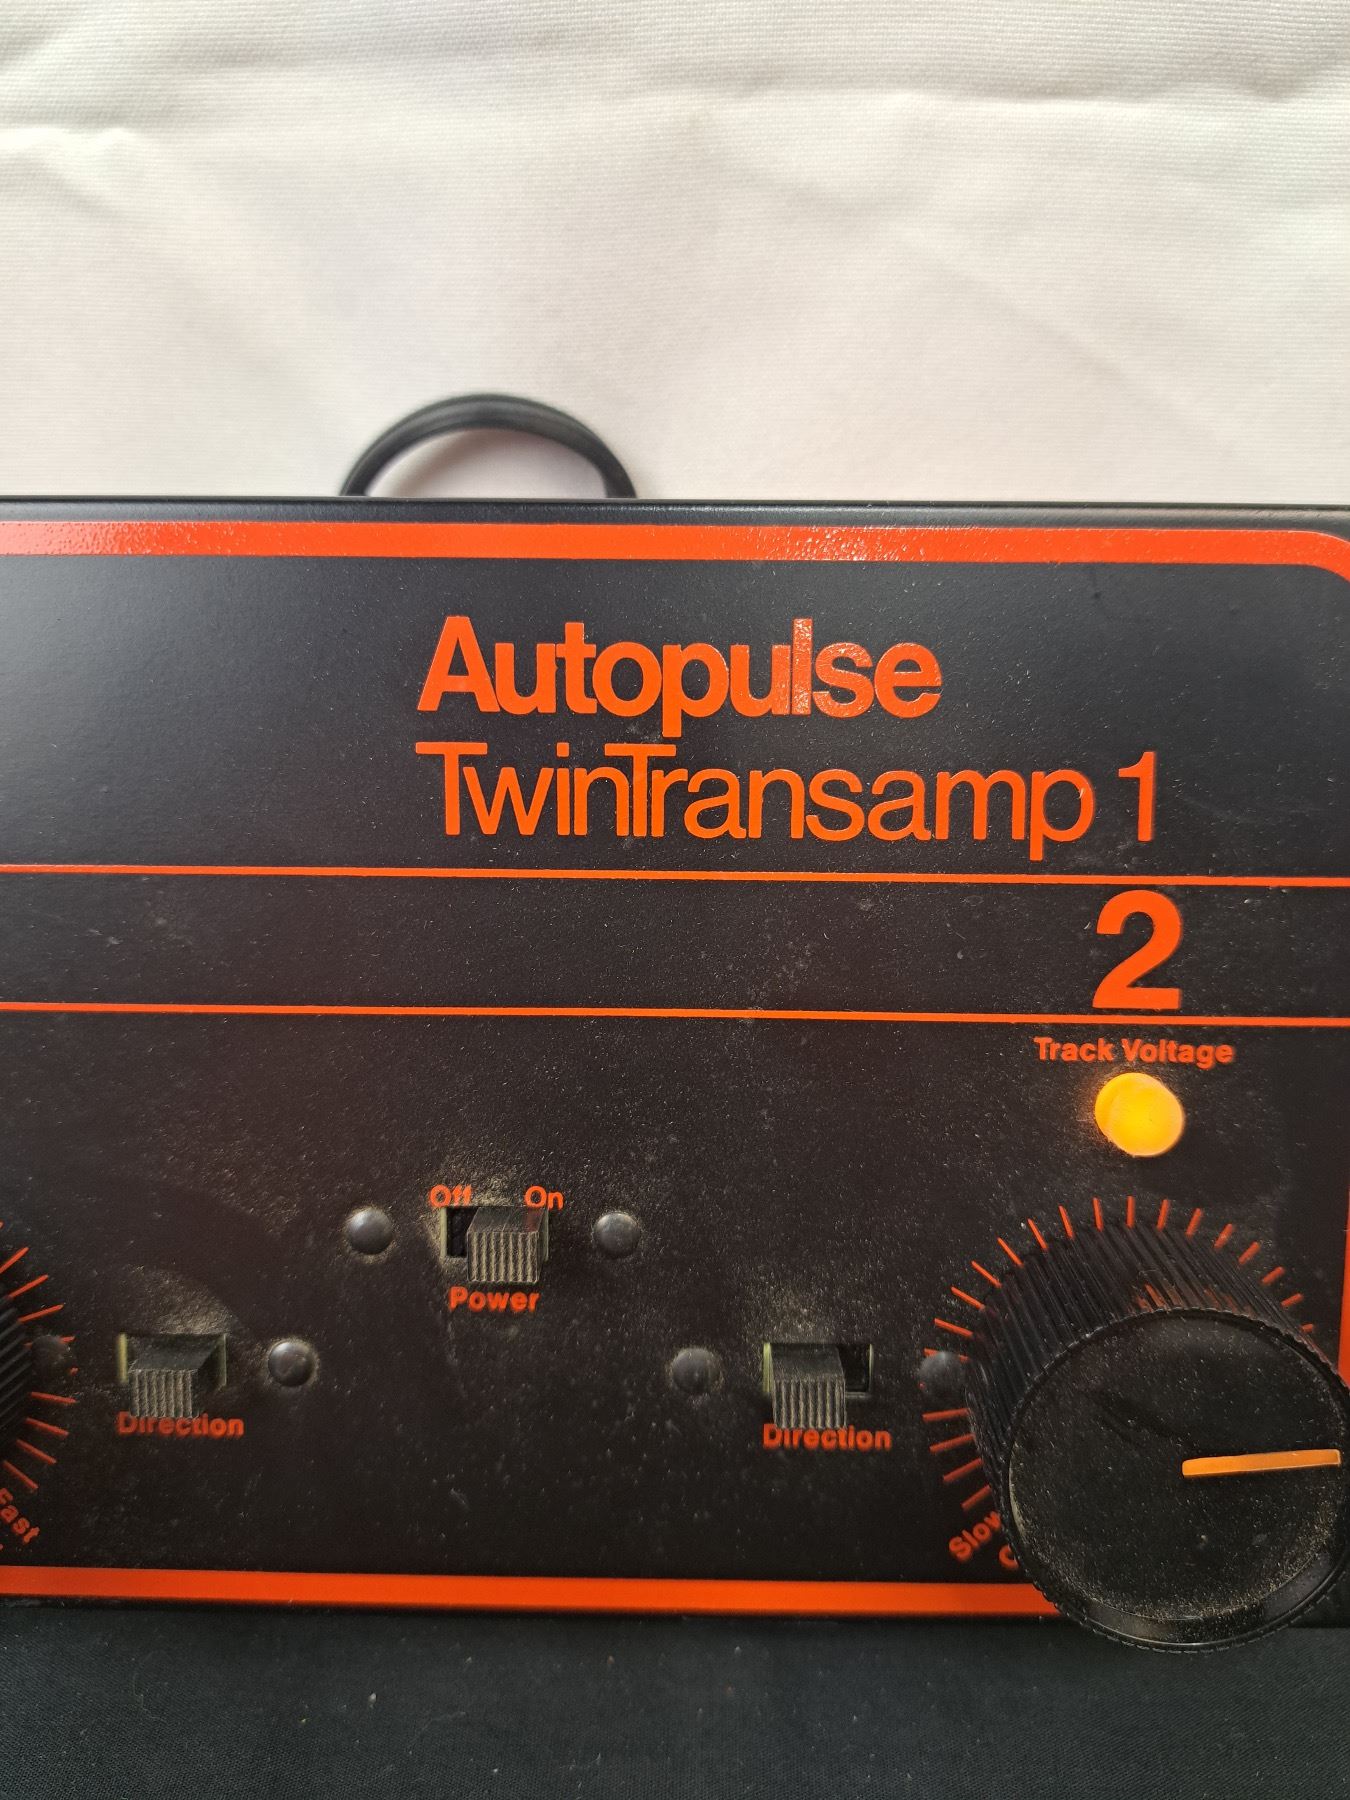 Autopulse
TwinTransamp 1
2
Track Voltage
Off On
Power
Direction
Direction
Fast
Slow